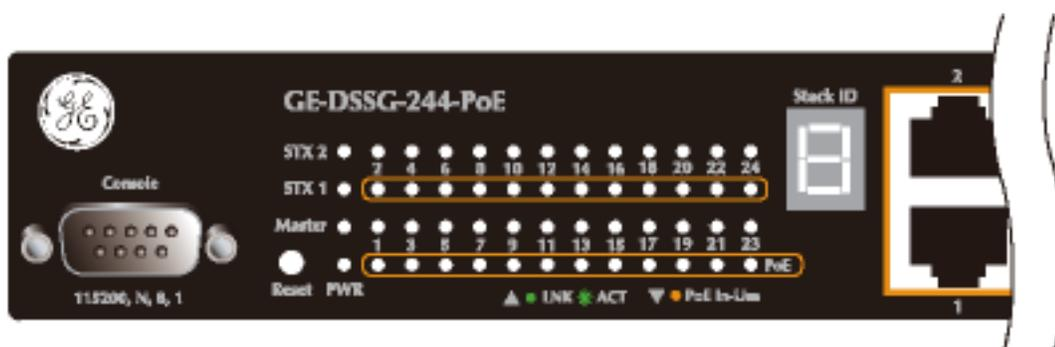 GE
GE-DSSG-244-PoE
Stack ID
2
STX 2
2 4 6 8 10 12 14 16 18 20 22 24
Console
STX 1
Master
1 3 5 7 9 11 13 15 17 19 21 23
PoE
Reset PWR
115200, N, 8, 1
LNK ACT PoE In-Use
1
8